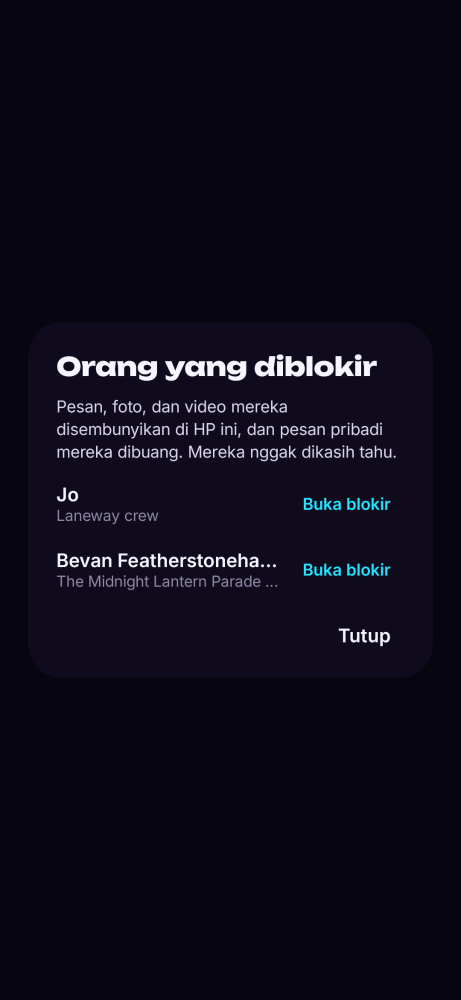 Orang yang diblokir
Pesan, foto, dan video mereka
disembunyikan di HP ini, dan pesan pribadi
mereka dibuang. Mereka nggak dikasih tahu.
Jo
Laneway crew
Buka blokir
Bevan Featherstoneha...
The Midnight Lantern Parade ...
Buka blokir
Tutup